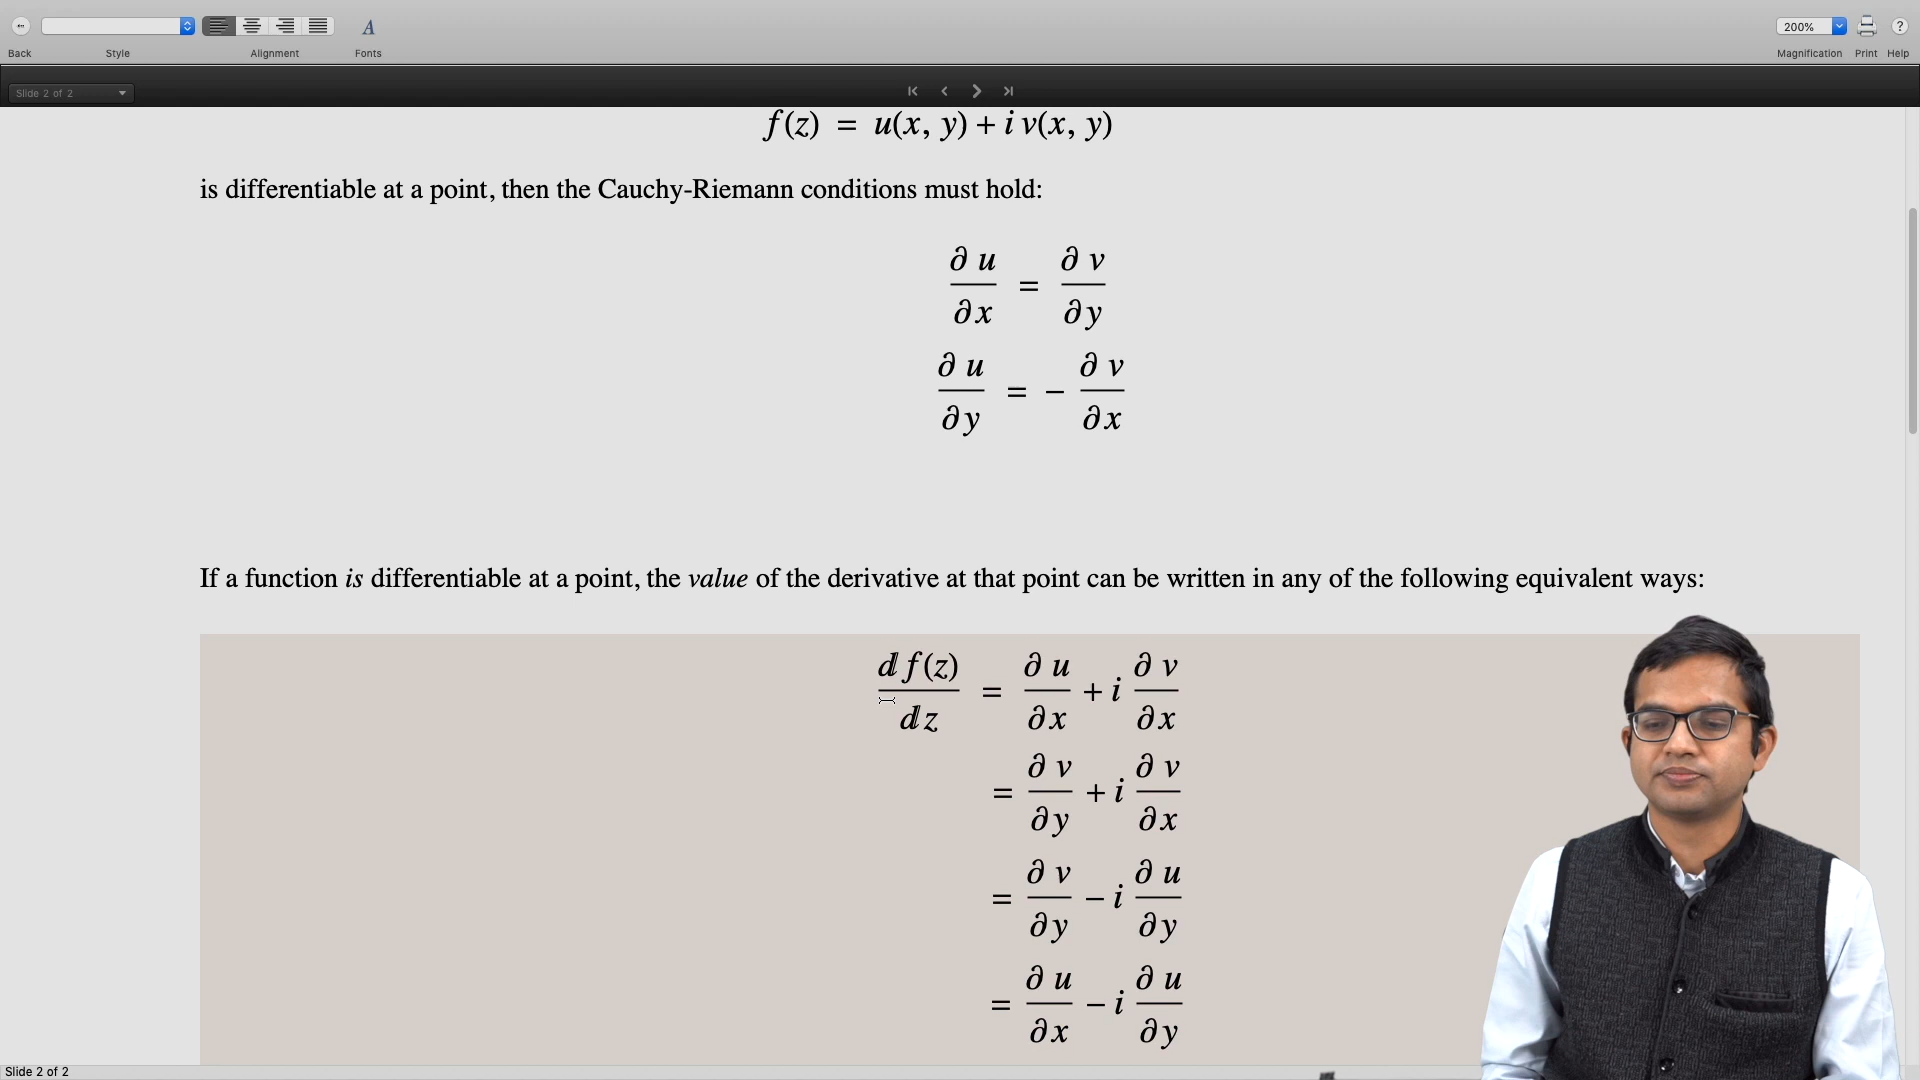 200%
Back Style Alignment Fonts Magnification Print Help
Slide 2 of 2
f(z) = u(x, y) + i v(x, y)
is differentiable at a point, then the Cauchy-Riemann conditions must hold:
∂ u / ∂x = ∂ v / ∂y
∂ u / ∂y = − ∂ v / ∂x
If a function is differentiable at a point, the value of the derivative at that point can be written in any of the following equivalent ways:
ⅆ f(z) / ⅆ z = ∂ u / ∂x + i ∂ v / ∂x
= ∂ v / ∂y + i ∂ v / ∂x
= ∂ v / ∂y − i ∂ u / ∂y
= ∂ u / ∂x − i ∂ u / ∂y
Slide 2 of 2